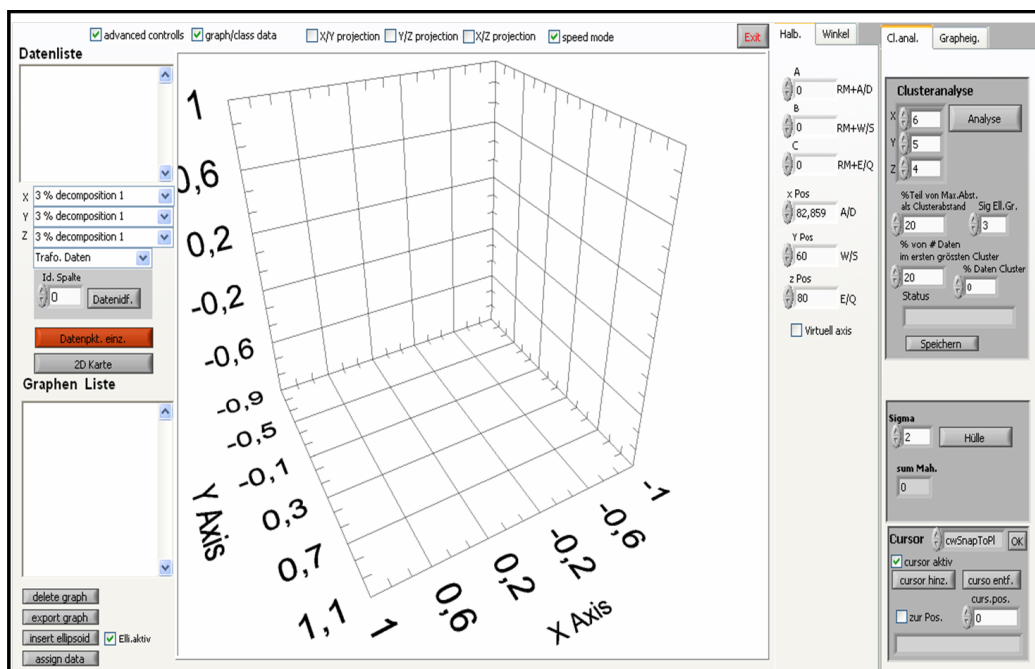 advanced controlls graph/class data X/Y projection Y/Z projection X/Z projection speed mode Exit
Halb. Winkel
Cl.anal. Grapheig.
Datenliste
X 3 % decomposition 1
Y 3 % decomposition 1
Z 3 % decomposition 1
Trafo. Daten
Id. Spalte
0 Datenidf.
Datenpkt. einz.
2D Karte
Graphen Liste
delete graph
export graph
insert ellipsoid Elli.aktiv
assign data
1
0,6
0,2
-0,2
-0,6
-0,9
-0,5
-0,1
0,3
0,7
1,1
Y Axis
1
0,6
0,2
-0,2
-0,6
-1
X Axis
A
0 RM+A/D
B
0 RM+W/S
C
0 RM+E/Q
x Pos
82,859 A/D
Y Pos
60 W/S
z Pos
80 E/Q
Virtuell axis
Clusteranalyse
X 6 Analyse
Y 5
Z 4
%Teil von Max.Abst.
als Clusterabstand Sig Ell.Gr.
20 3
% von # Daten
im ersten grössten Cluster
% Daten Cluster
20 0
Status
Speichern
Sigma
2 Hülle
sum Mah.
0
Cursor cwSnapToPl OK
cursor aktiv
cursor hinz. curso entf.
curs.pos.
zur Pos. 0